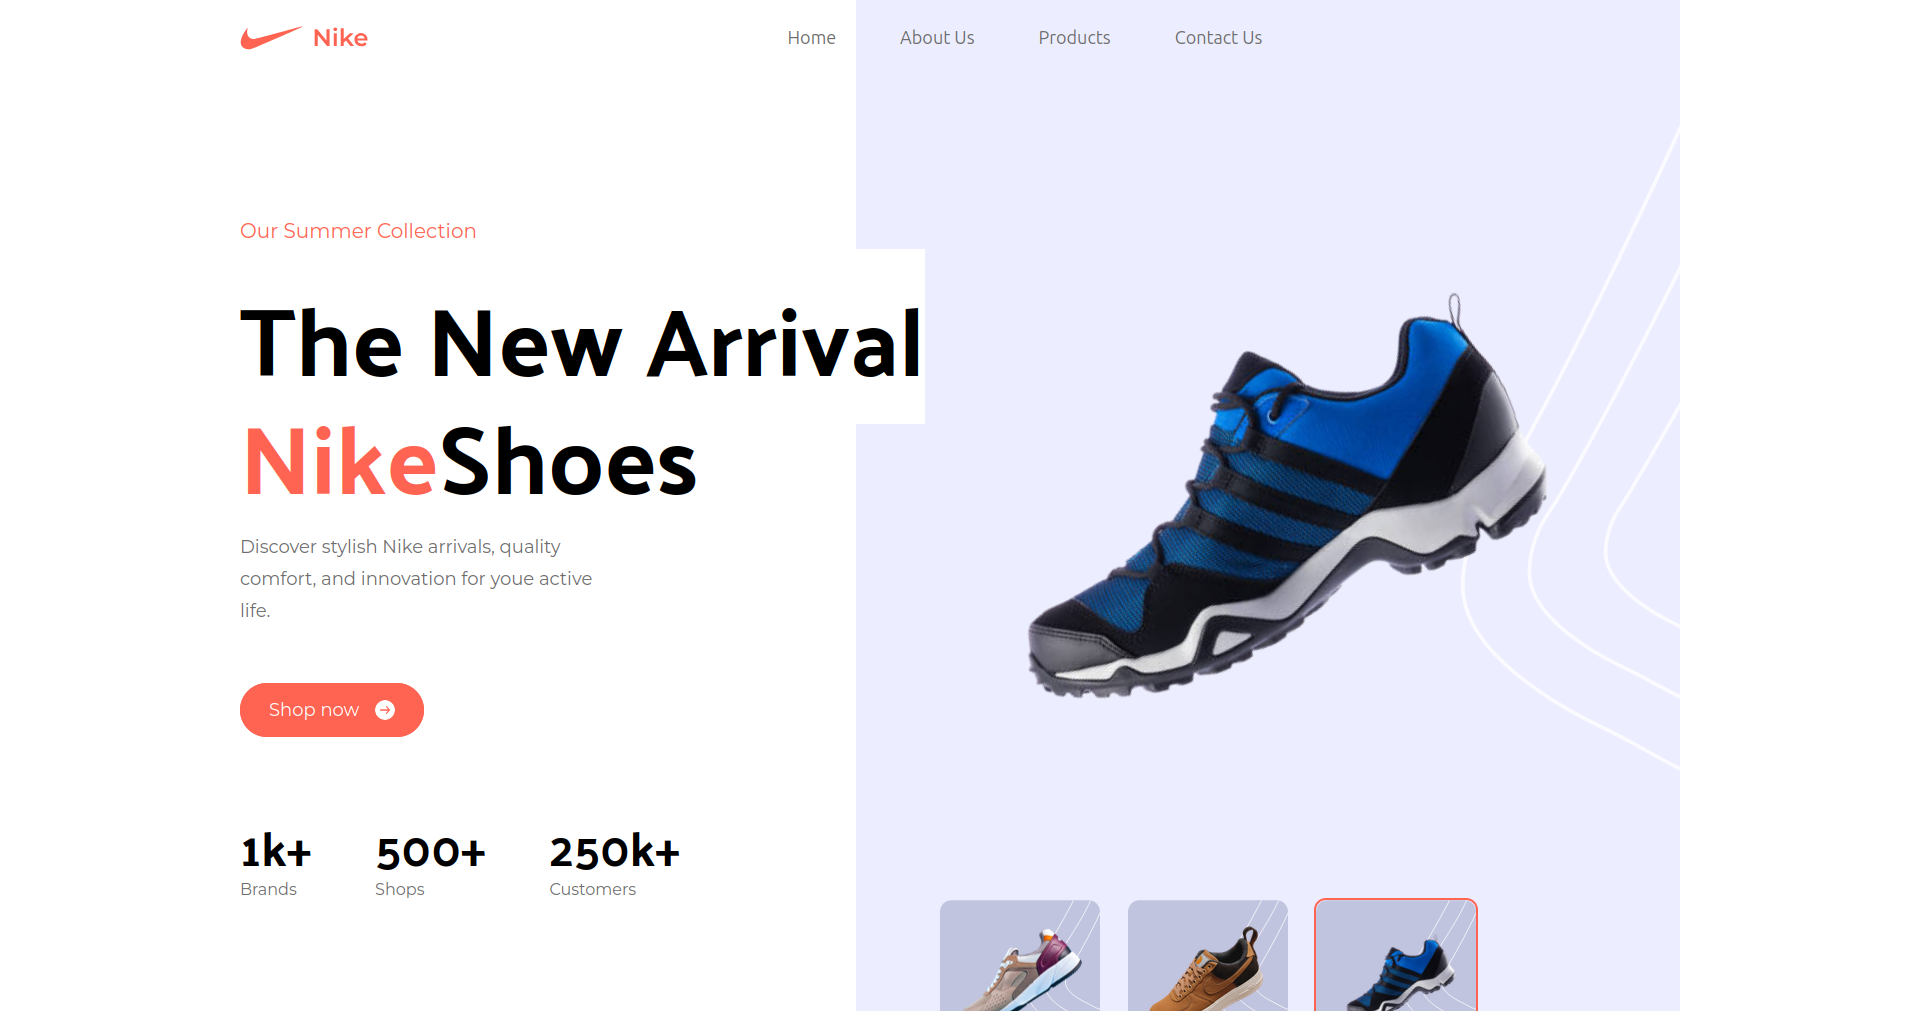 Nike
Home About Us Products Contact Us
Our Summer Collection
The New Arrival
NikeShoes
Discover stylish Nike arrivals, quality
comfort, and innovation for youe active
life.
Shop now
1k+ 500+ 250k+
Brands Shops Customers